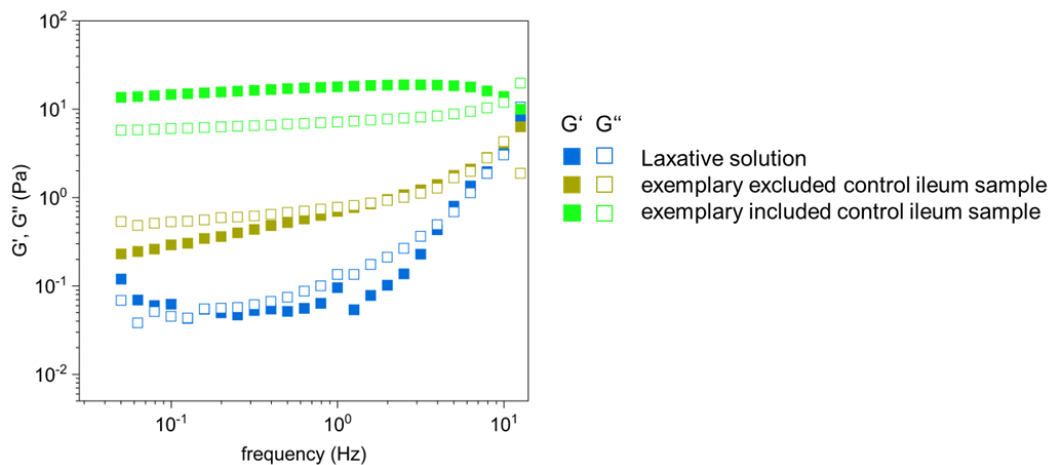 10²
10¹
10⁰
10⁻¹
10⁻²
G', G'' (Pa)
10⁻¹
10⁰
10¹
frequency (Hz)
G‘ G“
Laxative solution
exemplary excluded control ileum sample
exemplary included control ileum sample